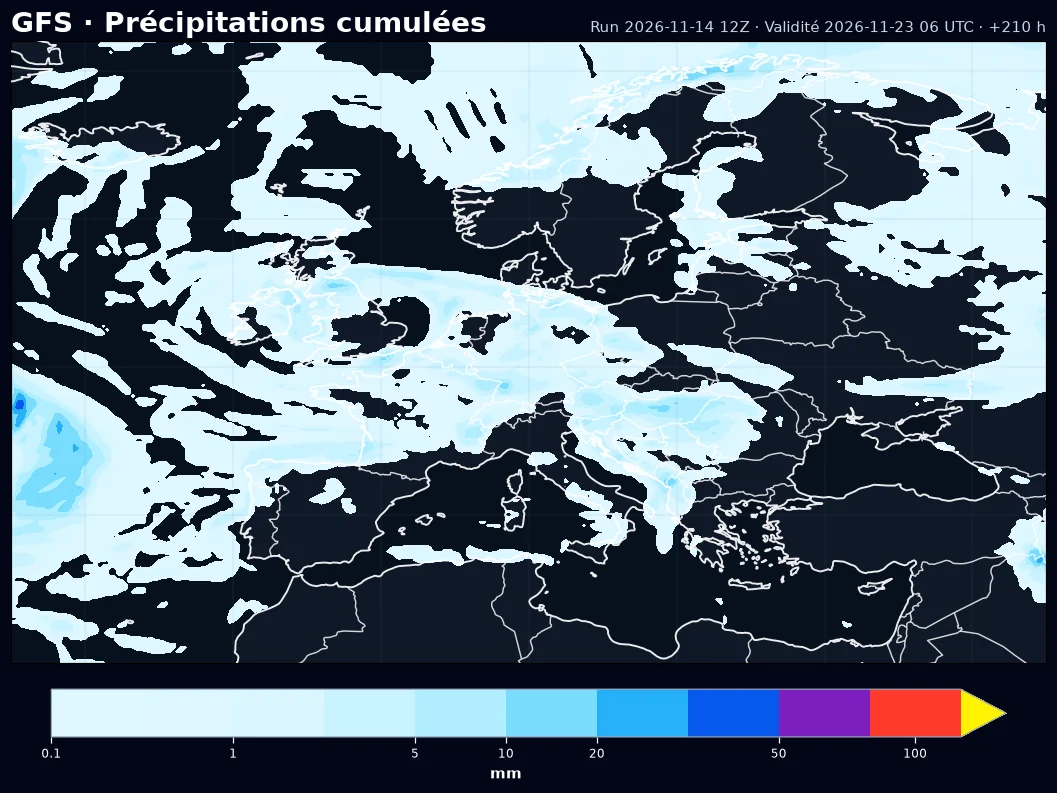 GFS · Précipitations cumulées
Run 2026-11-14 12Z · Validité 2026-11-23 06 UTC · +210 h
0.1 1 5 10 20 50 100
mm